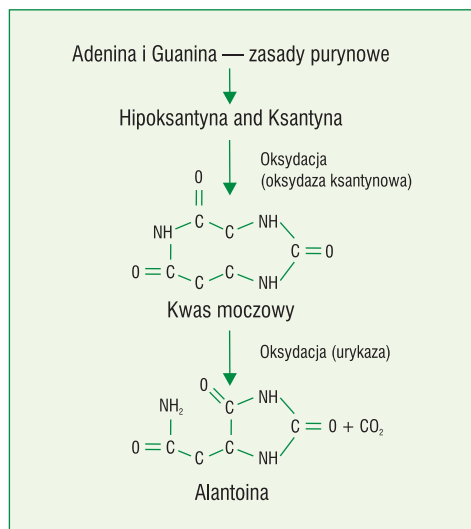 Adenina i Guanina — zasady purynowe
Hipoksantyna and Ksantyna
Oksydacja
(oksydaza ksantynowa)
O
C NH
NH C
C O
O C C
C NH
Kwas moczowy
Oksydacja (urykaza)
O NH
NH₂ C
C O + CO₂
C
O C C NH
Alantoina